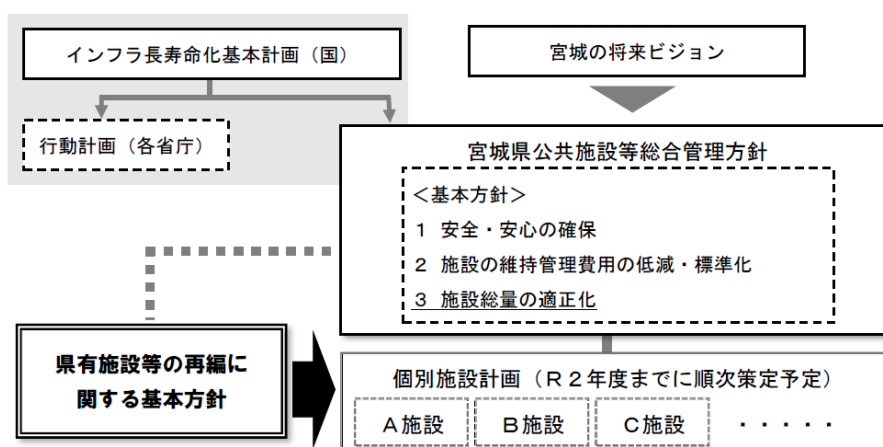 インフラ長寿命化基本計画（国）
宮城の将来ビジョン
行動計画（各省庁）
宮城県公共施設等総合管理方針
＜基本方針＞
１ 安全・安心の確保
２ 施設の維持管理費用の低減・標準化
３ 施設総量の適正化
県有施設等の再編に
関する基本方針
個別施設計画（Ｒ２年度までに順次策定予定）
Ａ施設 Ｂ施設 Ｃ施設 ・・・・・